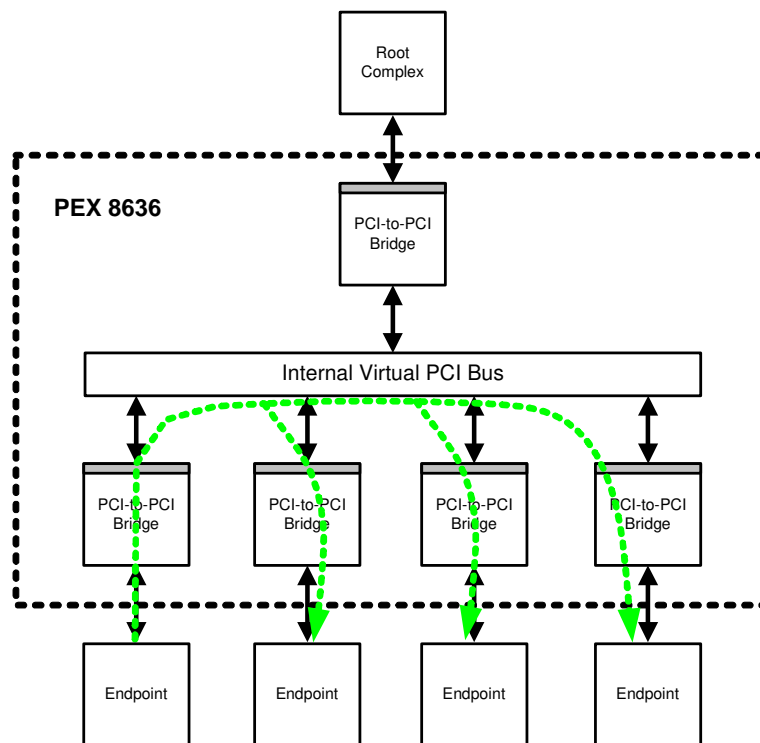 Root
Complex
PEX 8636
PCI-to-PCI
Bridge
Internal Virtual PCI Bus
PCI-to-PCI
Bridge
PCI-to-PCI
Bridge
PCI-to-PCI
Bridge
PCI-to-PCI
Bridge
Endpoint
Endpoint
Endpoint
Endpoint